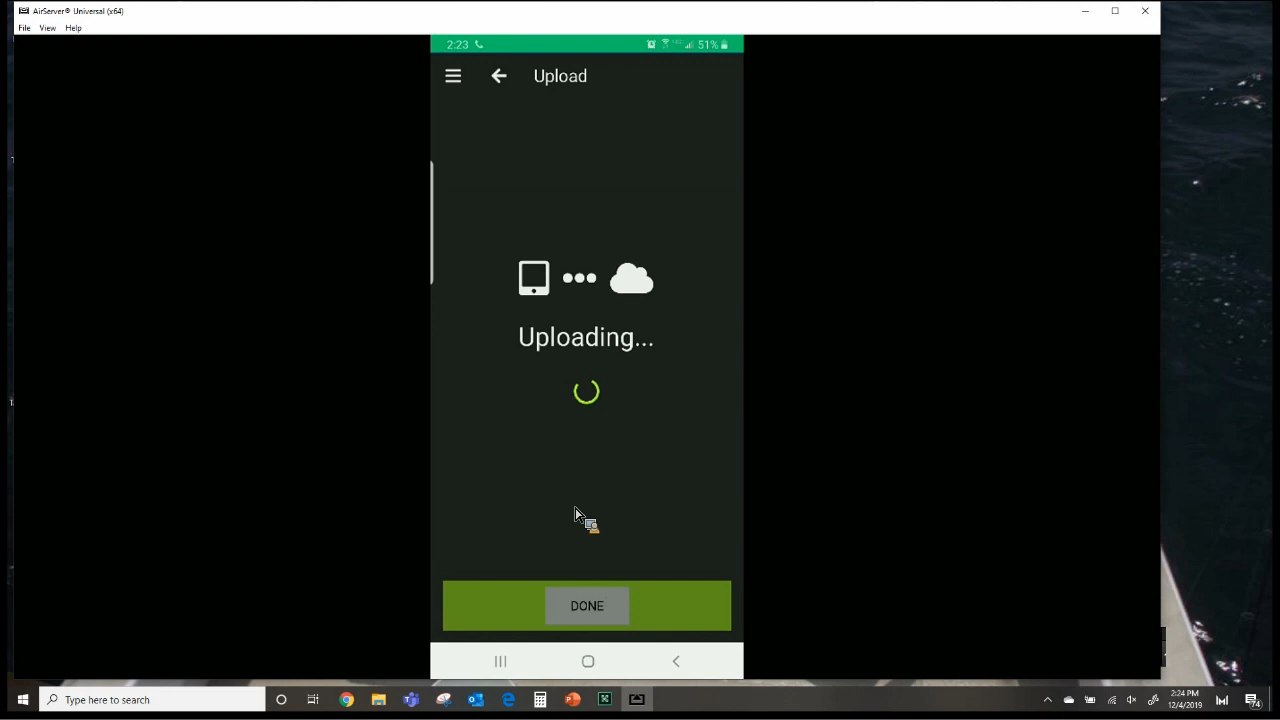 AirServer® Universal (x64)
File View Help
2:23 51%
Upload
Uploading...
DONE
Type here to search
2:24 PM
12/4/2019
74